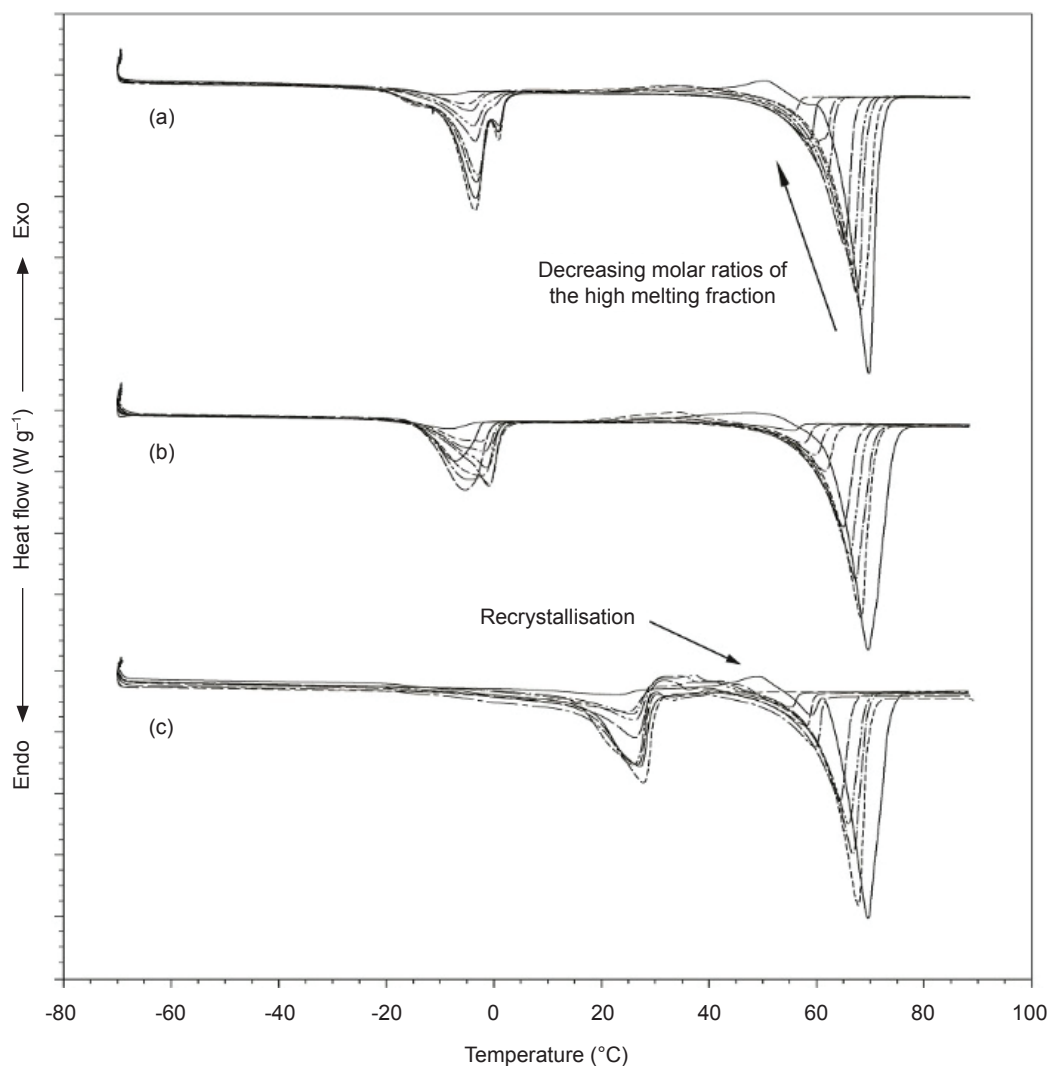 (a)
Decreasing molar ratios of
the high melting fraction
(b)
Recrystallisation
(c)
Endo
Heat flow (W g⁻¹)
Exo
-80
-60
-40
-20
0
20
40
60
80
100
Temperature (°C)